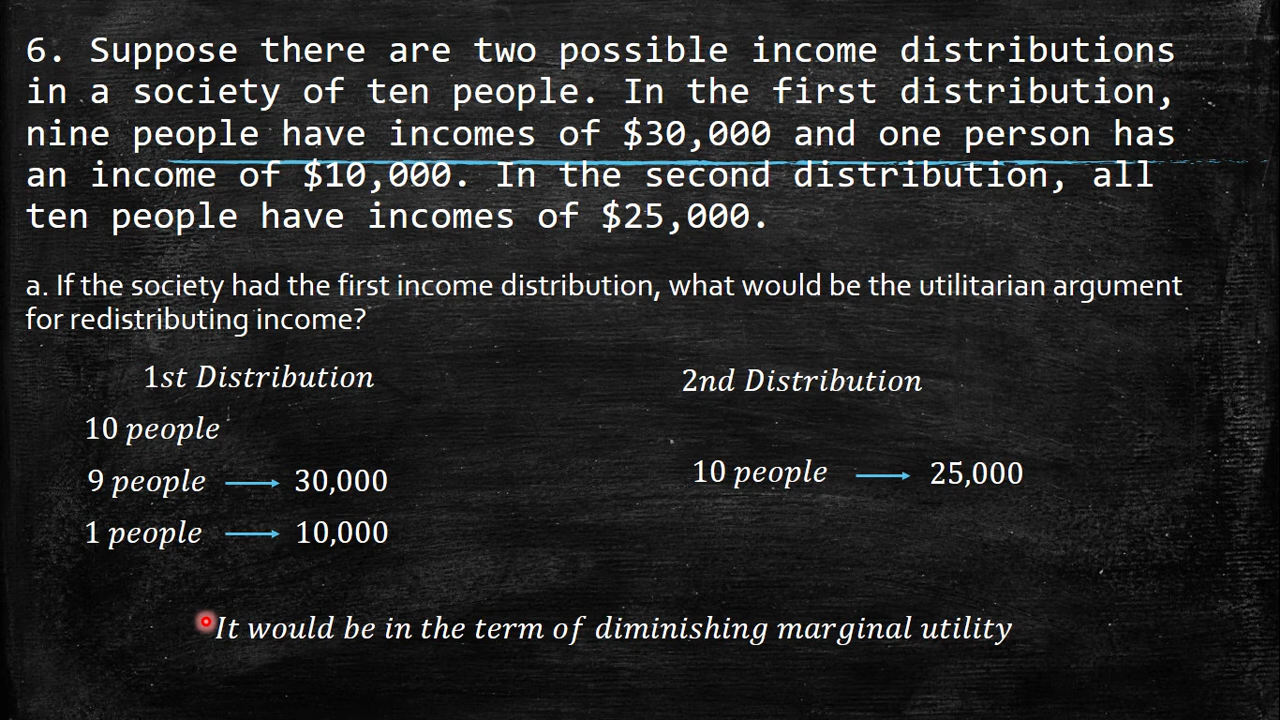 6. Suppose there are two possible income distributions
in a society of ten people. In the first distribution,
nine people have incomes of $30,000 and one person has
an income of $10,000. In the second distribution, all
ten people have incomes of $25,000.
a. If the society had the first income distribution, what would be the utilitarian argument
for redistributing income?
1st Distribution
2nd Distribution
10 people
9 people → 30,000
10 people → 25,000
1 people → 10,000
It would be in the term of diminishing marginal utility